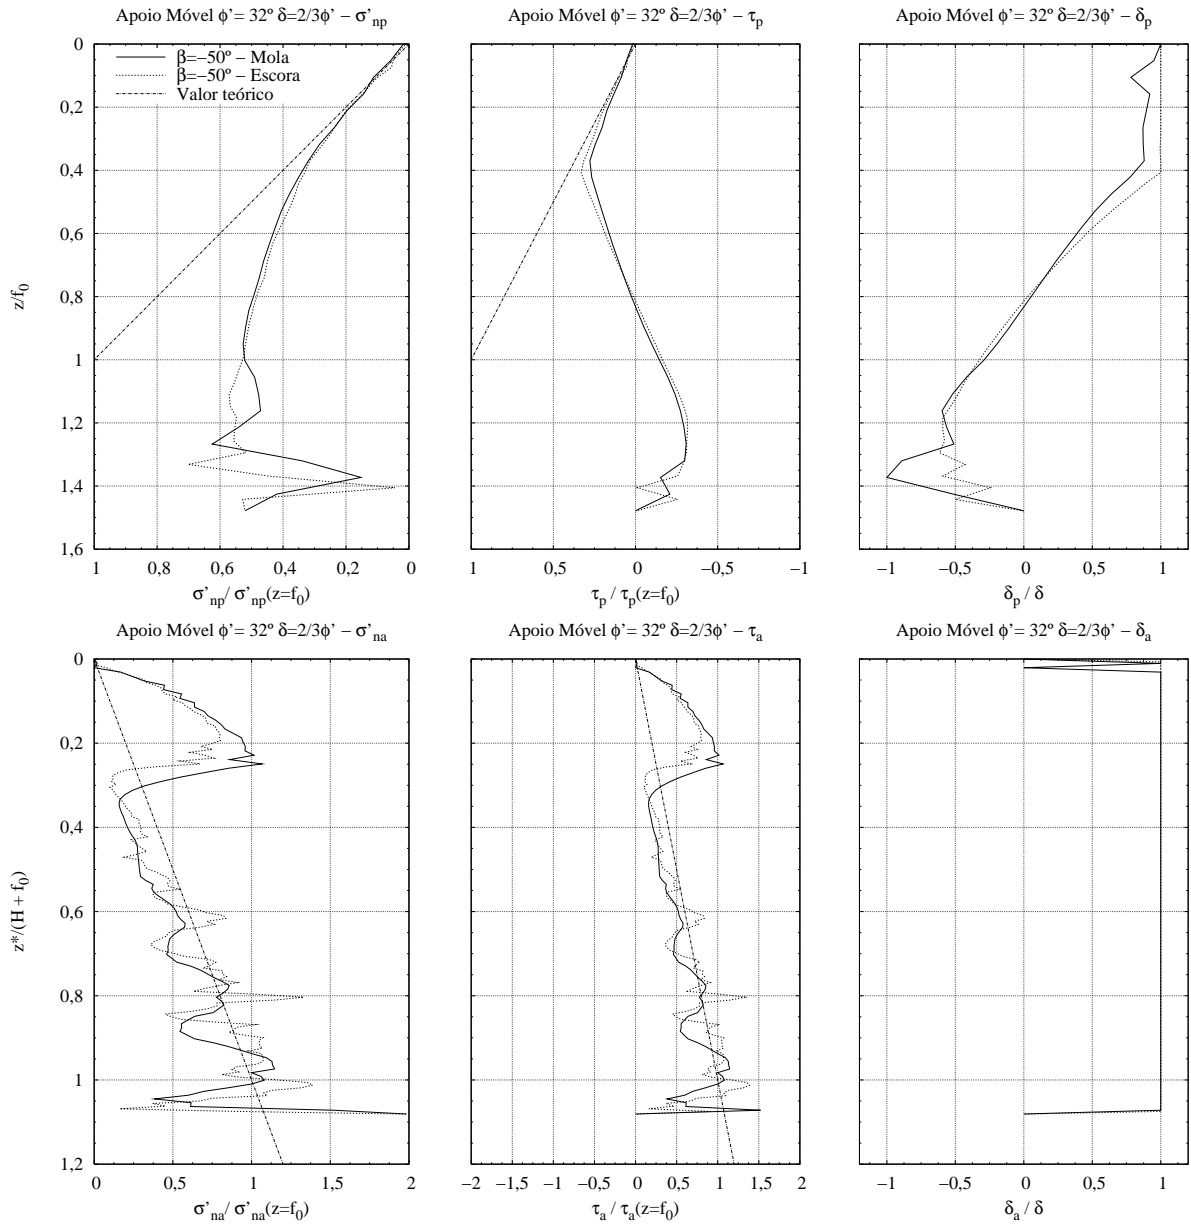 Apoio Móvel ϕ'= 32º δ=2/3ϕ' − σ'np
Apoio Móvel ϕ'= 32º δ=2/3ϕ' − τp
Apoio Móvel ϕ'= 32º δ=2/3ϕ' − δp
β=−50º − Mola
β=−50º − Escora
Valor teórico
z/f0
0
0,2
0,4
0,6
0,8
1
1,2
1,4
1,6
1 0,8 0,6 0,4 0,2 0
σ'np/ σ'np(z=f0)
1 0,5 0 −0,5 −1
τp / τp(z=f0)
−1 −0,5 0 0,5 1
δp / δ
Apoio Móvel ϕ'= 32º δ=2/3ϕ' − σ'na
Apoio Móvel ϕ'= 32º δ=2/3ϕ' − τa
Apoio Móvel ϕ'= 32º δ=2/3ϕ' − δa
z*/(H + f0)
0
0,2
0,4
0,6
0,8
1
1,2
0 0,5 1 1,5 2
σ'na/ σ'na(z=f0)
−2 −1,5 −1 −0,5 0 0,5 1 1,5 2
τa / τa(z=f0)
−1 −0,5 0 0,5 1
δa / δ